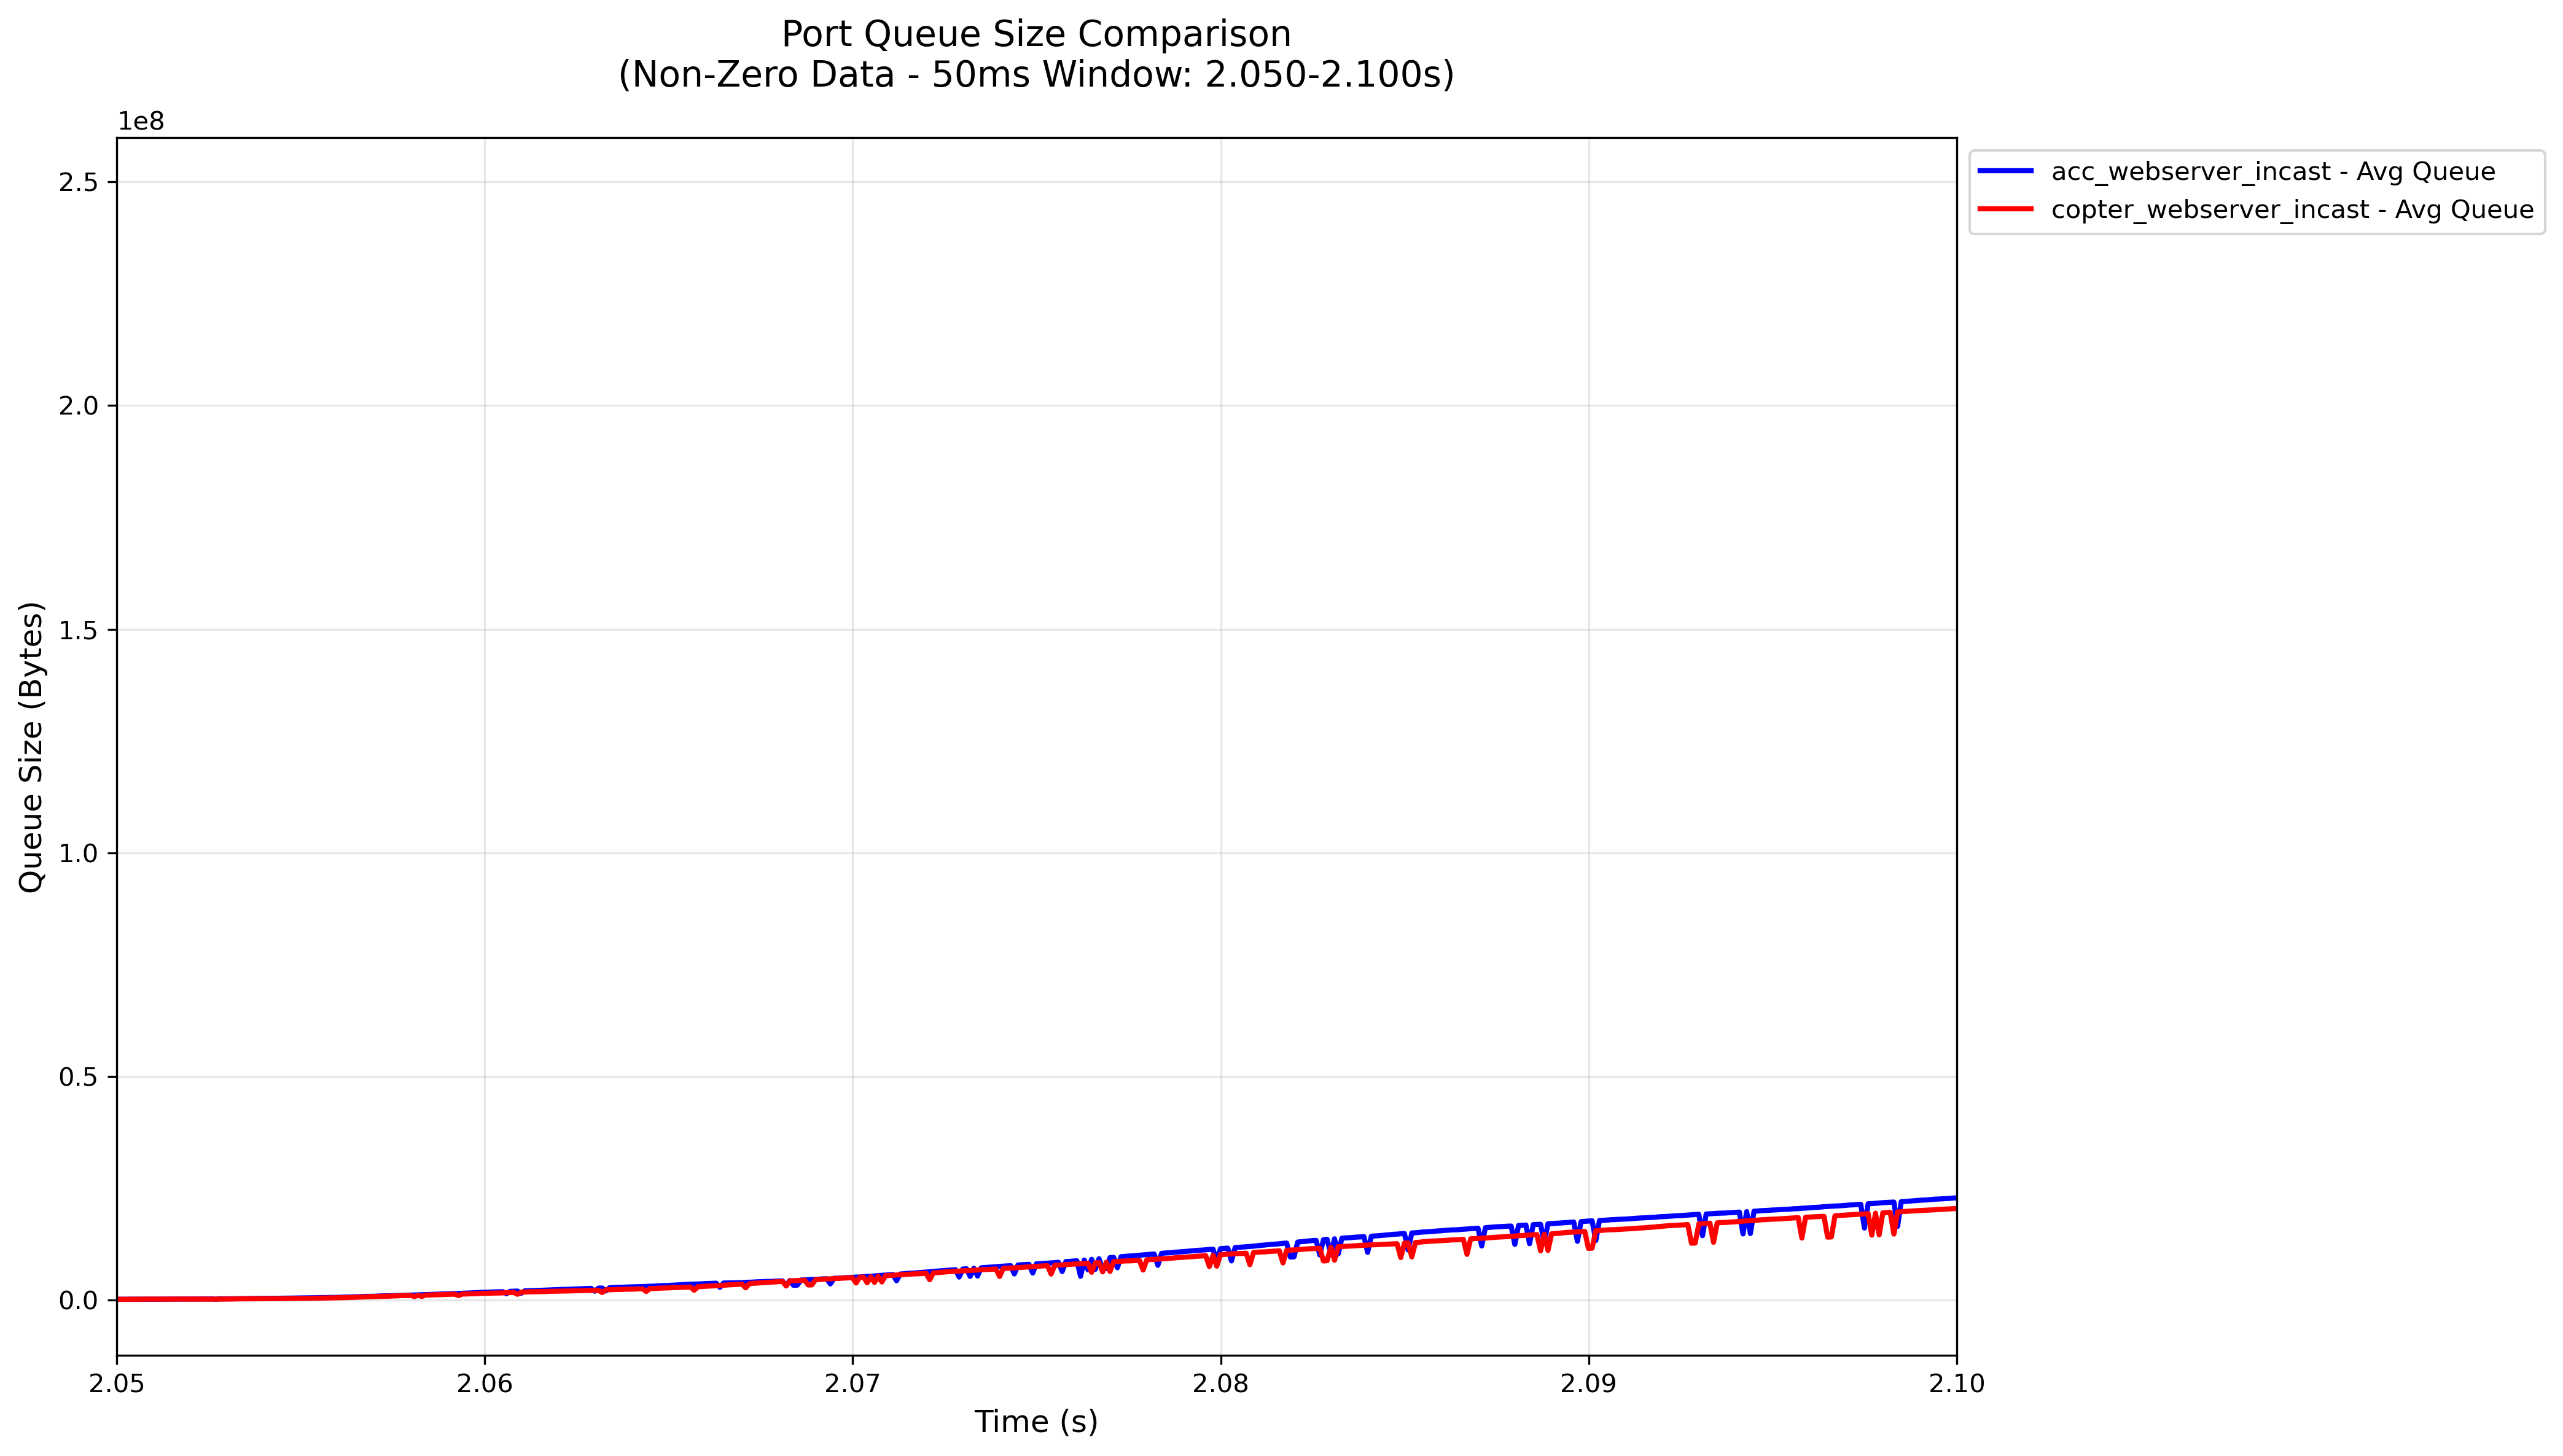 Port Queue Size Comparison
(Non-Zero Data - 50ms Window: 2.050-2.100s)
1e8
acc_webserver_incast - Avg Queue
copter_webserver_incast - Avg Queue
2.5
2.0
1.5
1.0
0.5
0.0
Queue Size (Bytes)
2.05 2.06 2.07 2.08 2.09 2.10
Time (s)